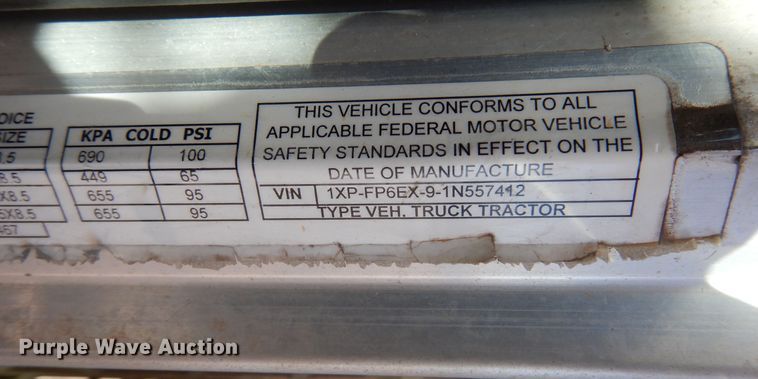 OICE
SIZE
.5
8.5
X8.5
5X8.5
467
KPA COLD PSI
690 100
449 65
655 95
655 95
THIS VEHICLE CONFORMS TO ALL
APPLICABLE FEDERAL MOTOR VEHICLE
SAFETY STANDARDS IN EFFECT ON THE
DATE OF MANUFACTURE
VIN 1XP-FP6EX-9-1N557412
TYPE VEH. TRUCK TRACTOR
Purple Wave Auction